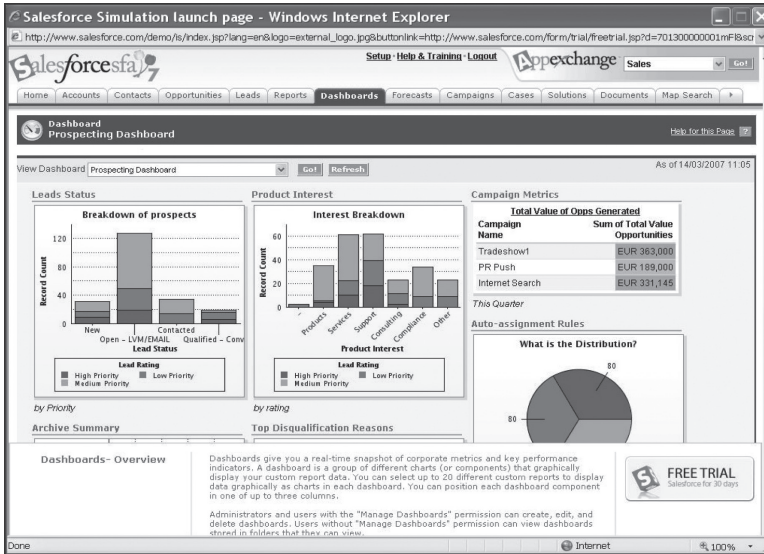 Salesforce Simulation launch page - Windows Internet Explorer
http://www.salesforce.com/demo/is/index.jsp?lang=en&logo=external_logo.jpg&buttonlink=http://www.salesforce.com/form/trial/freetrial.jsp?d=701300000001mFl&scr
Salesforce sfa 7
Setup · Help & Training · Logout
Appexchange
Sales
Go!
Home Accounts Contacts Opportunities Leads Reports Dashboards Forecasts Campaigns Cases Solutions Documents Map Search
Dashboard
Prospecting Dashboard
Help for this Page ?
View Dashboard Prospecting Dashboard Go! Refresh
As of 14/03/2007 11:05
Leads Status
Breakdown of prospects
Record Count
120
80
40
0
New
Open - LVM/EMAIL
Contacted
Qualified - Conv
Lead Status
Lead Rating
High Priority Low Priority
Medium Priority
by Priority
Product Interest
Interest Breakdown
Record Count
60
40
20
0
-
Products
Services
Support
Consulting
Compliance
Other
Product Interest
Lead Rating
High Priority Low Priority
Medium Priority
by rating
Campaign Metrics
Total Value of Opps Generated
Campaign Name
Sum of Total Value Opportunities
Tradeshow1 EUR 363,000
PR Push EUR 189,000
Internet Search EUR 331,145
This Quarter
Auto-assignment Rules
What is the Distribution?
80
80
Archive Summary
Top Disqualification Reasons
Dashboards- Overview
Dashboards give you a real-time snapshot of corporate metrics and key performance
indicators. A dashboard is a group of different charts (or components) that graphically
display your custom report data. You can select up to 20 different custom reports to display
data graphically as charts in each dashboard. You can position each dashboard component
in one of up to three columns.
Administrators and users with the "Manage Dashboards" permission can create, edit, and
delete dashboards. Users without "Manage Dashboards" permission can view dashboards
stored in folders that they can view.
FREE TRIAL
Salesforce for 30 days
Done
Internet
100%